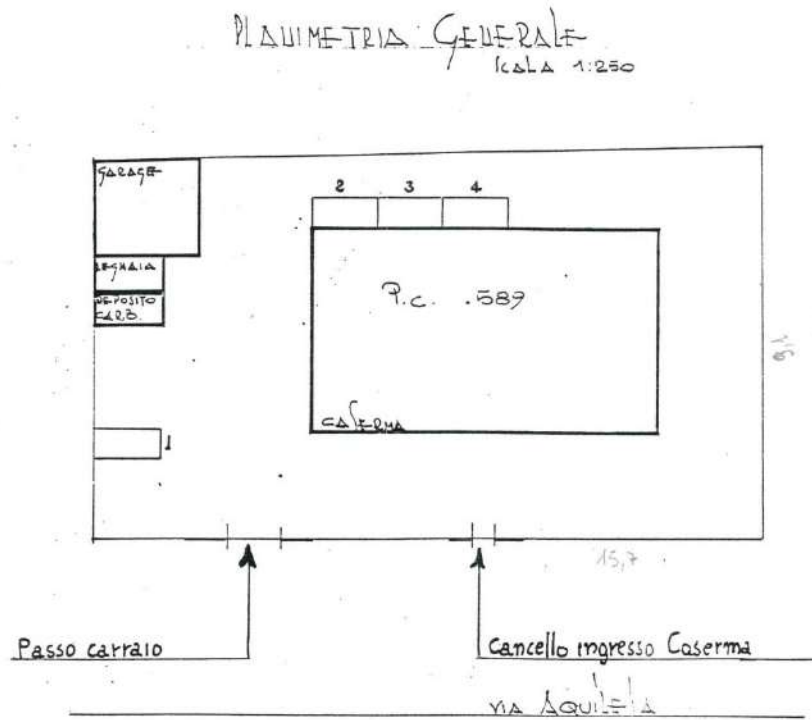 PLANIMETRIA GENERALE
SCALA 1:250
GARAGE
2 3 4
LEGNAIA
P.c. .589
DEPOSITO
CARB.
CASERMA
1
15,7
Passo carraio
Cancello ingresso Caserma
VIA AQUILEIA